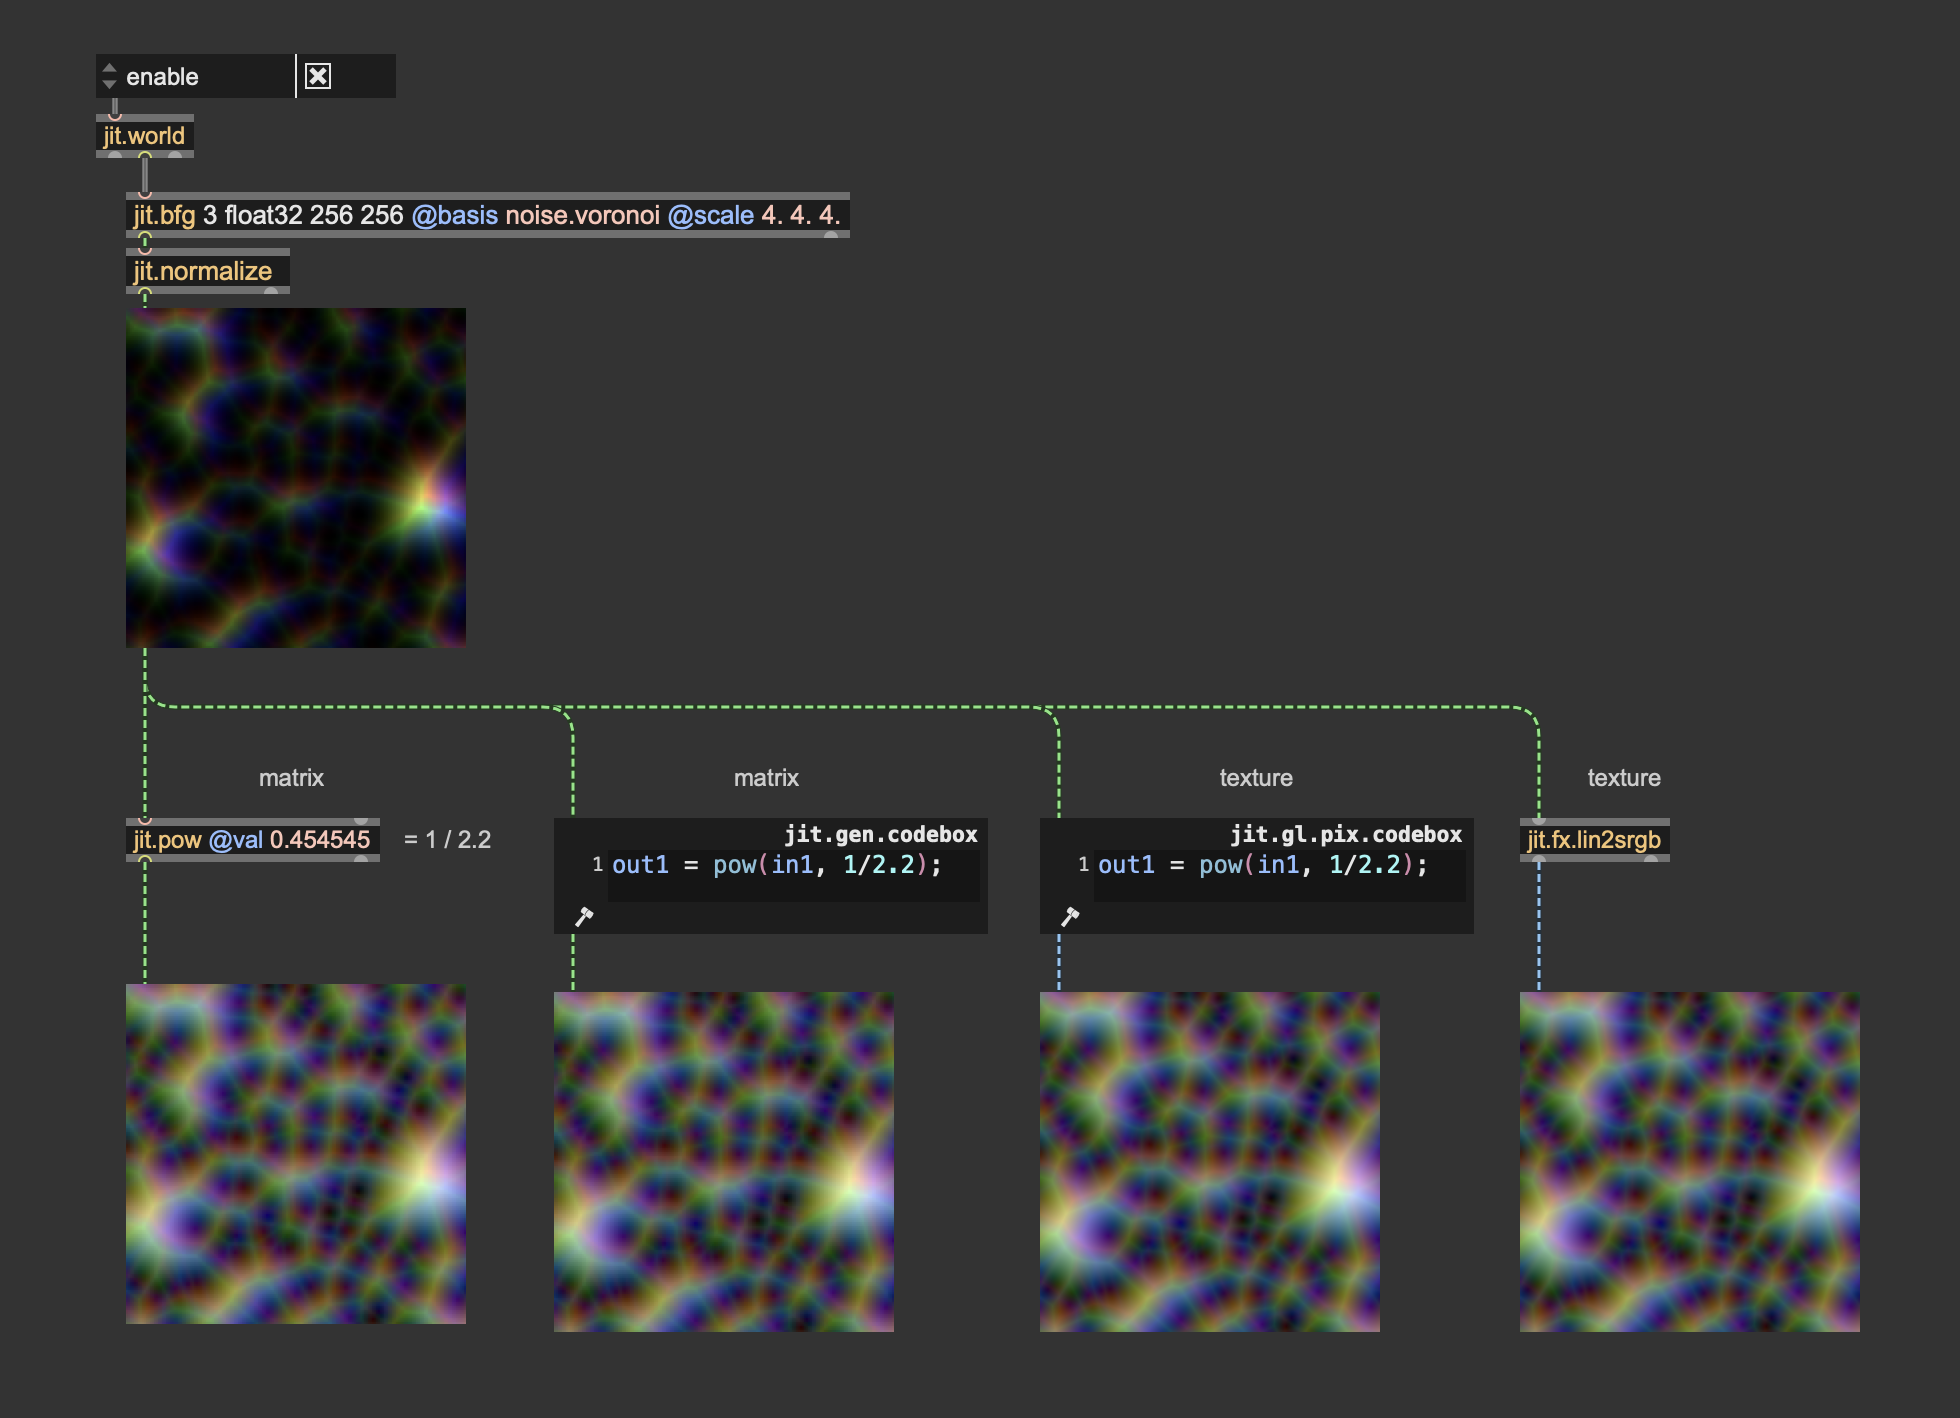 enable
jit.world
jit.bfg 3 float32 256 256 @basis noise.voronoi @scale 4. 4. 4.
jit.normalize
matrix
matrix
texture
texture
jit.pow @val 0.454545
= 1 / 2.2
jit.gen.codebox
1 out1 = pow(in1, 1/2.2);
jit.gl.pix.codebox
1 out1 = pow(in1, 1/2.2);
jit.fx.lin2srgb